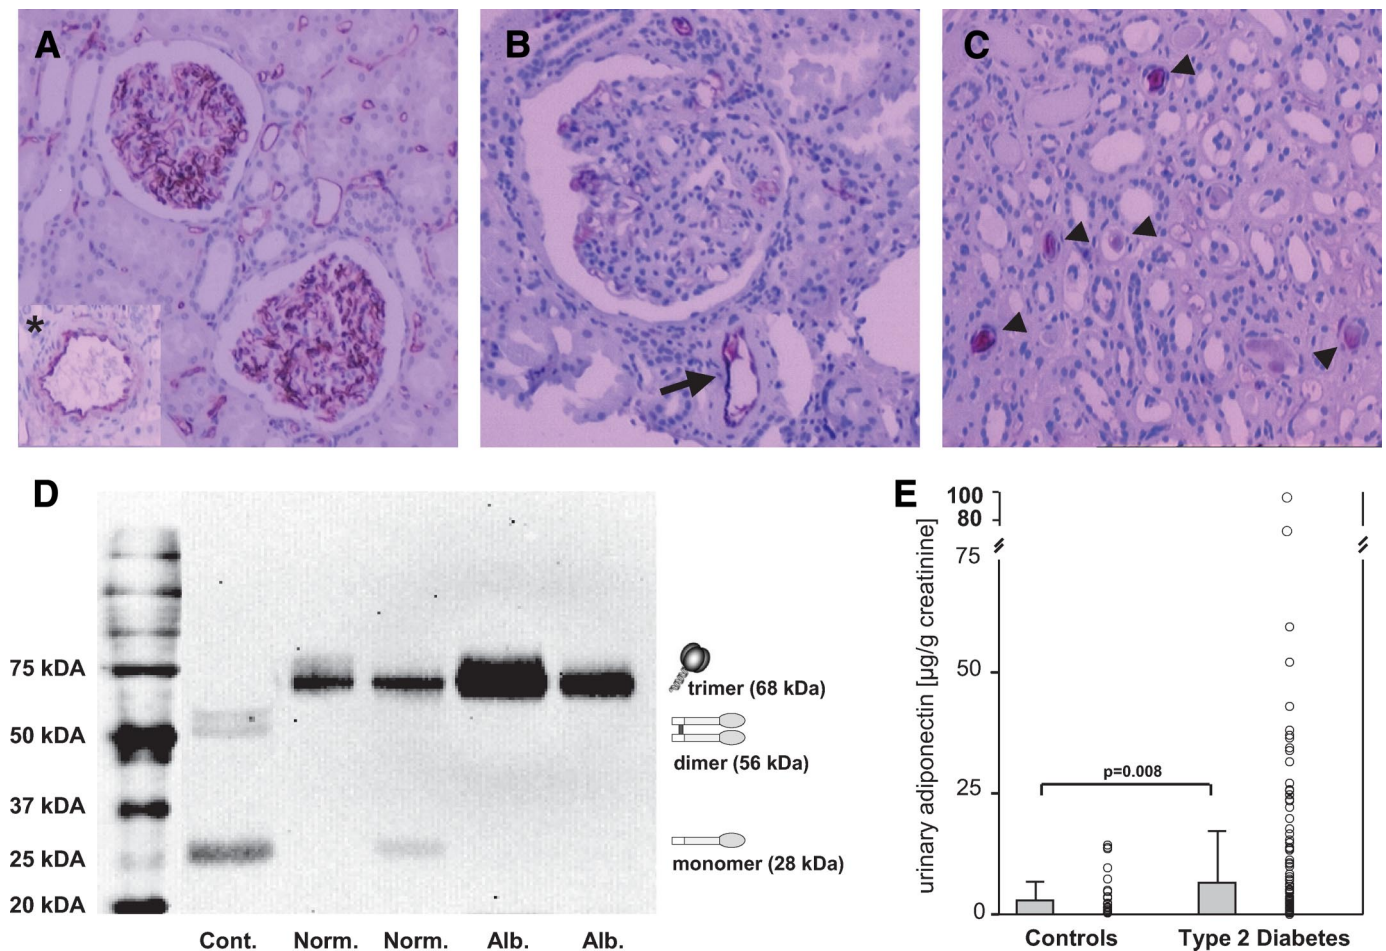 A
B
C
*
D
75 kDA
50 kDA
37 kDA
25 kDA
20 kDA
Cont.
Norm.
Norm.
Alb.
Alb.
trimer (68 kDa)
dimer (56 kDa)
monomer (28 kDa)
E
urinary adiponectin [µg/g creatinine]
100
80
75
50
25
0
p=0.008
Controls
Type 2 Diabetes